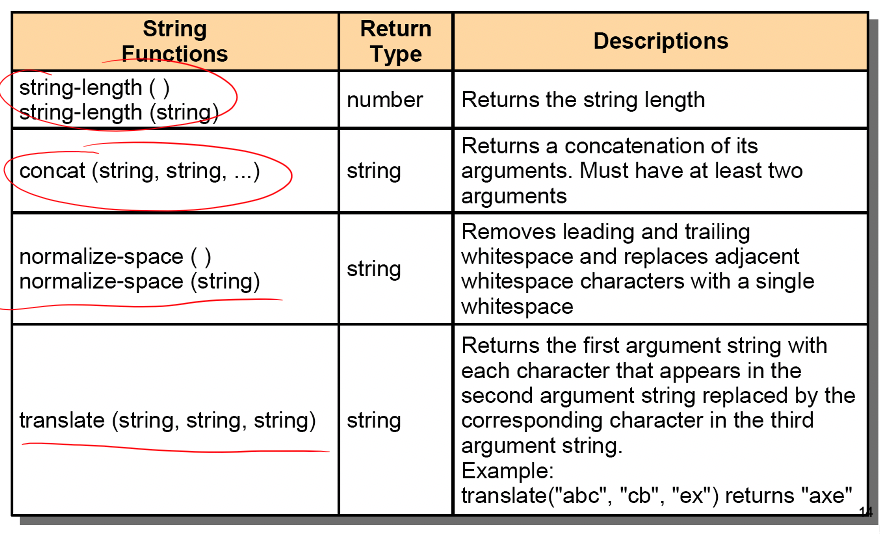 String
Functions
Return
Type
Descriptions
string-length ( )
string-length (string)
number
Returns the string length
concat (string, string, ...)
string
Returns a concatenation of its
arguments. Must have at least two
arguments
normalize-space ( )
normalize-space (string)
string
Removes leading and trailing
whitespace and replaces adjacent
whitespace characters with a single
whitespace
translate (string, string, string)
string
Returns the first argument string with
each character that appears in the
second argument string replaced by the
corresponding character in the third
argument string.
Example:
translate("abc", "cb", "ex") returns "axe"
14